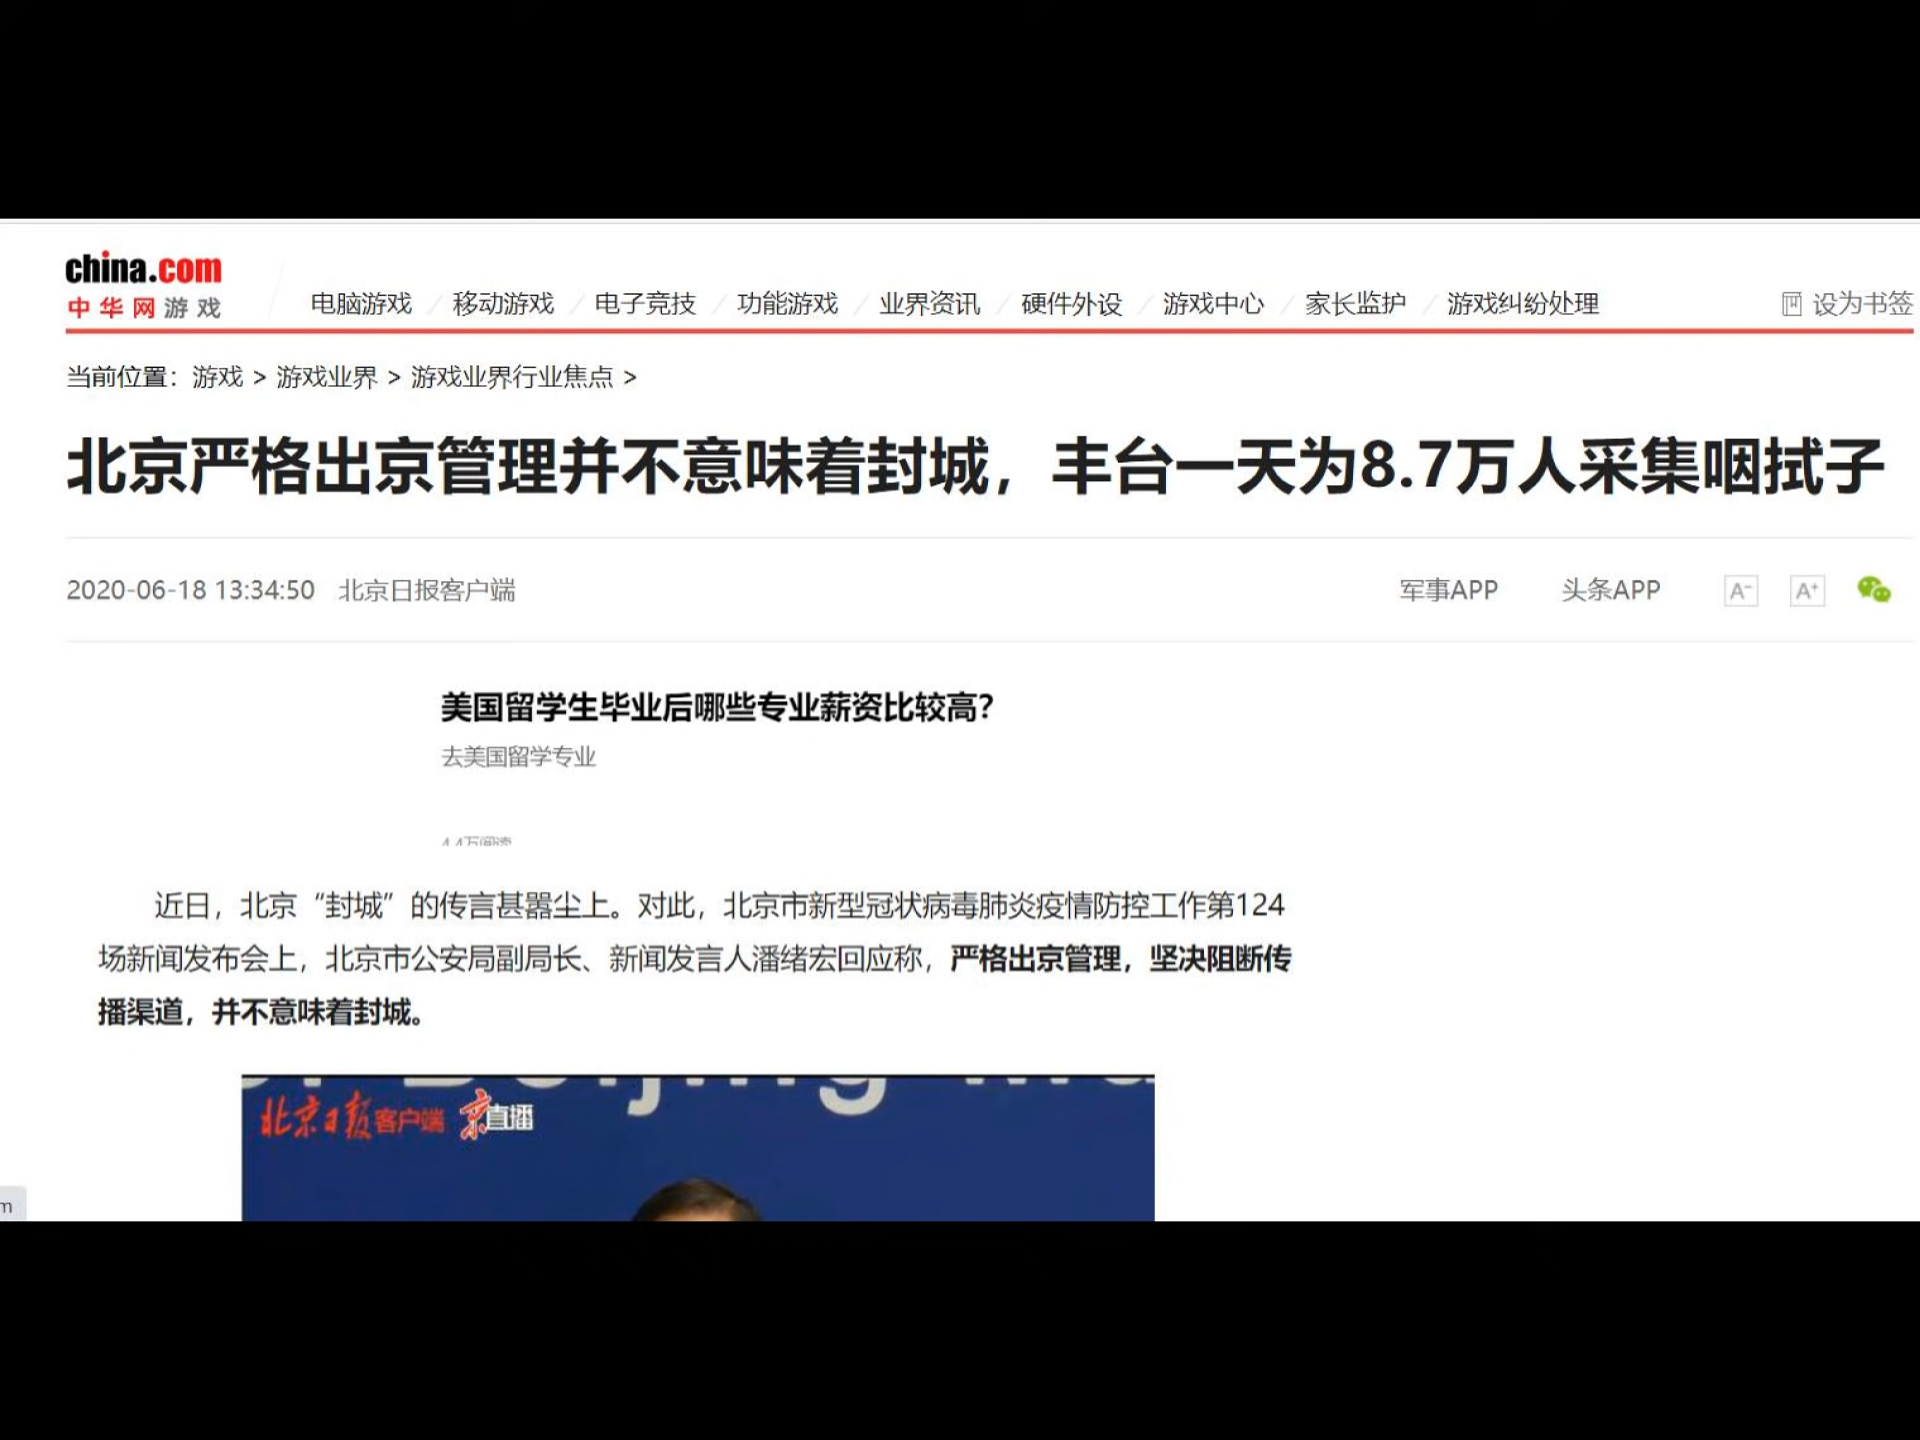 china.com
中华网游戏
电脑游戏 / 移动游戏 / 电子竞技 / 功能游戏 / 业界资讯 / 硬件外设 / 游戏中心 / 家长监护 / 游戏纠纷处理
设为书签
当前位置：游戏 > 游戏业界 > 游戏业界行业焦点 >
北京严格出京管理并不意味着封城，丰台一天为8.7万人采集咽拭子
2020-06-18 13:34:50 北京日报客户端
军事APP 头条APP A- A+
美国留学生毕业后哪些专业薪资比较高？
去美国留学专业
近日，北京“封城”的传言甚嚣尘上。对此，北京市新型冠状病毒肺炎疫情防控工作第124
场新闻发布会上，北京市公安局副局长、新闻发言人潘绪宏回应称，严格出京管理，坚决阻断传
播渠道，并不意味着封城。
北京日报客户端 京直播
m